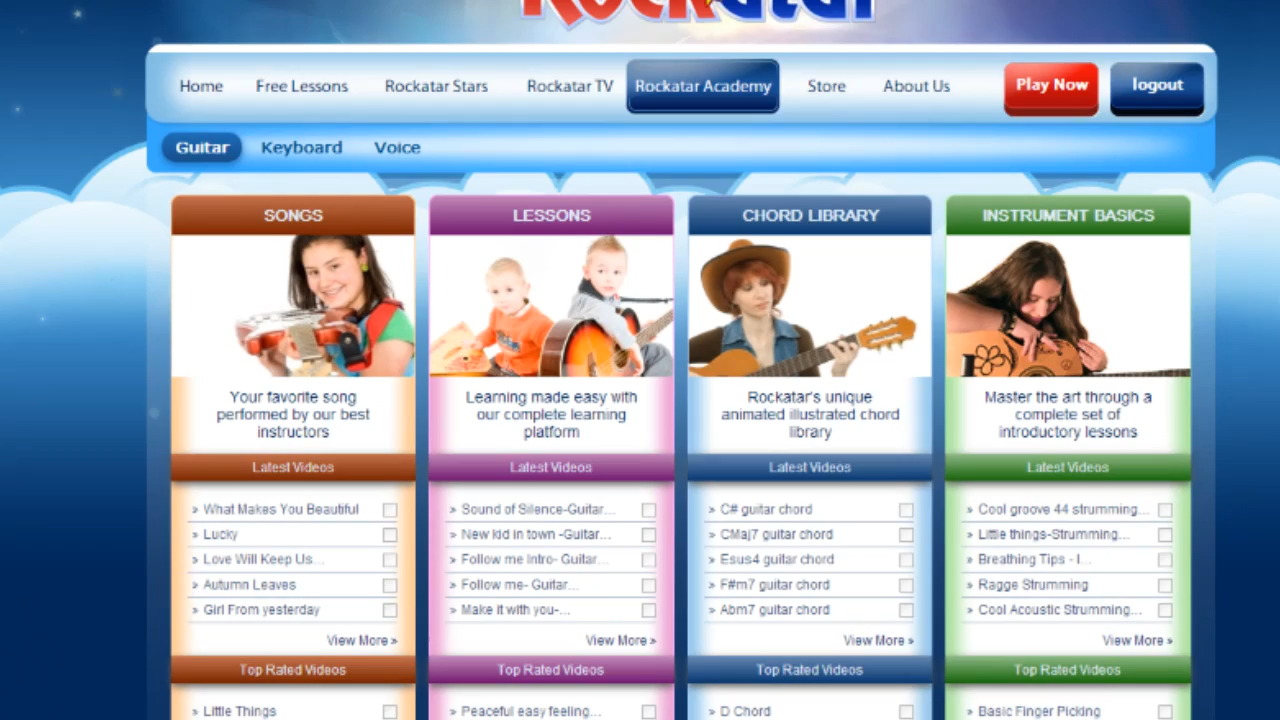 Rockatar
Home Free Lessons Rockatar Stars Rockatar TV Rockatar Academy Store About Us Play Now logout
Guitar Keyboard Voice
SONGS
Your favorite song
performed by our best
instructors
Latest Videos
» What Makes You Beautiful
» Lucky
» Love Will Keep Us...
» Autumn Leaves
» Girl From yesterday
View More »
Top Rated Videos
» Little Things
LESSONS
Learning made easy with
our complete learning
platform
Latest Videos
» Sound of Silence-Guitar...
» New kid in town -Guitar...
» Follow me Intro- Guitar...
» Follow me- Guitar...
» Make it with you-...
View More »
Top Rated Videos
» Peaceful easy feeling...
CHORD LIBRARY
Rockatar's unique
animated illustrated chord
library
Latest Videos
» C# guitar chord
» CMaj7 guitar chord
» Esus4 guitar chord
» F#m7 guitar chord
» Abm7 guitar chord
View More »
Top Rated Videos
» D Chord
INSTRUMENT BASICS
Master the art through a
complete set of
introductory lessons
Latest Videos
» Cool groove 44 strumming...
» Little things-Strumming...
» Breathing Tips - I...
» Ragge Strumming
» Cool Acoustic Strumming...
View More »
Top Rated Videos
» Basic Finger Picking